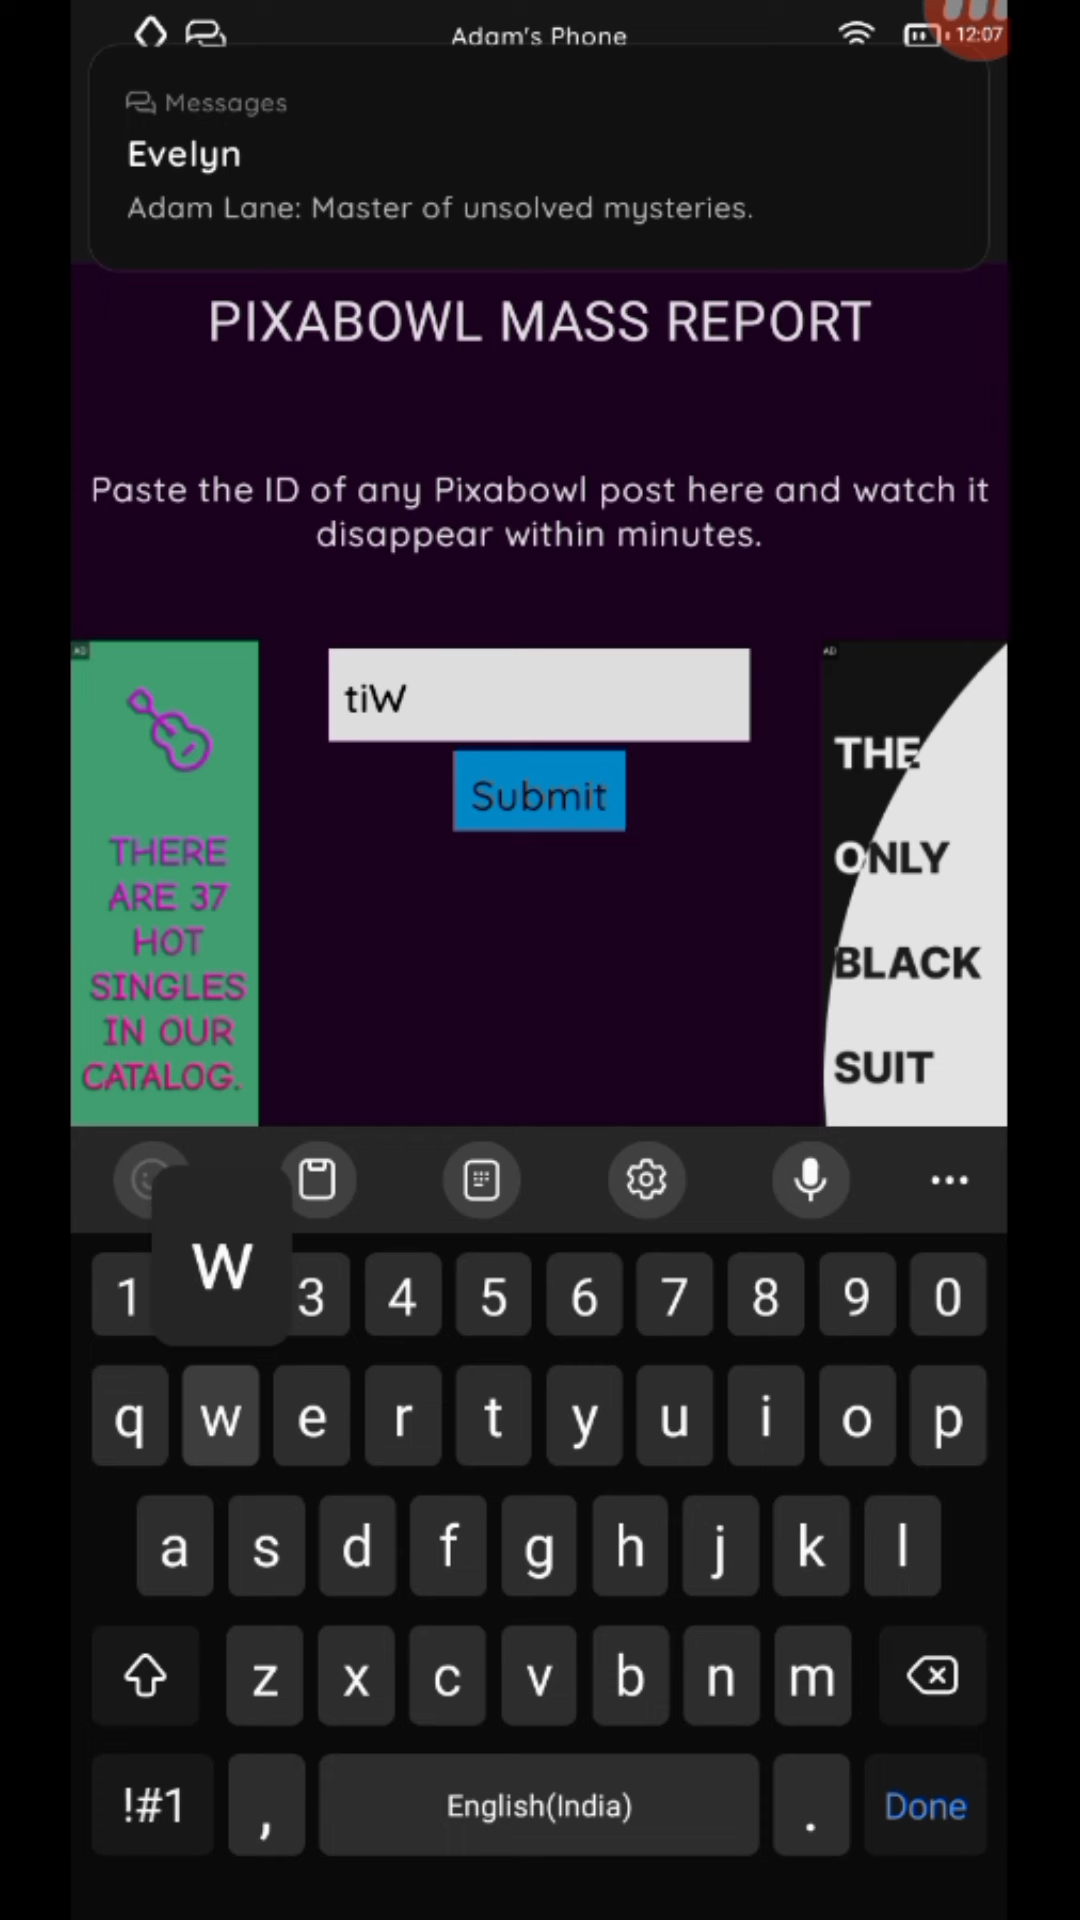 Adam's Phone
12:07
Messages
Evelyn
Adam Lane: Master of unsolved mysteries.
PIXABOWL MASS REPORT
Paste the ID of any Pixabowl post here and watch it
disappear within minutes.
AD
THERE
ARE 37
HOT
SINGLES
IN OUR
CATALOG.
tiW
Submit
AD
THE
ONLY
BLACK
SUIT
W
1 3 4 5 6 7 8 9 0
q w e r t y u i o p
a s d f g h j k l
z x c v b n m
!#1 , English(India) . Done